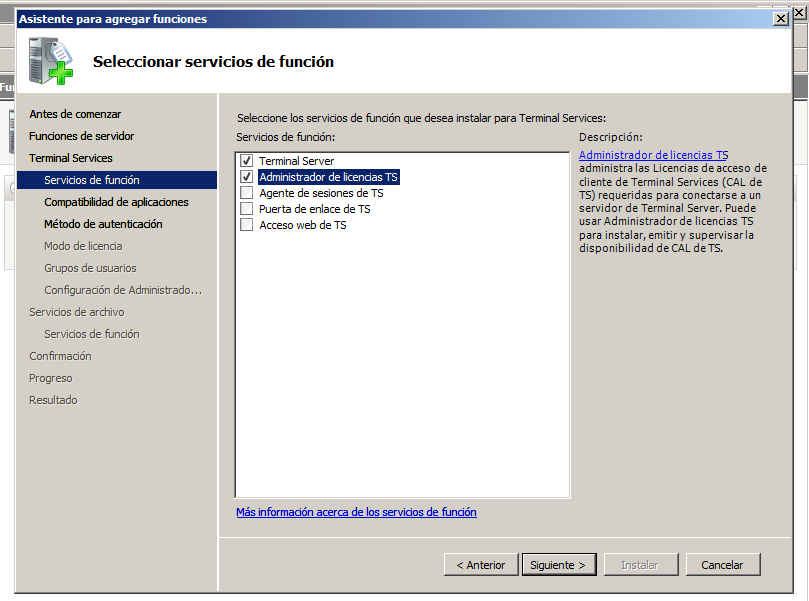 Asistente para agregar funciones
Seleccionar servicios de función
Fur
Antes de comenzar
Funciones de servidor
Terminal Services
Servicios de función
Compatibilidad de aplicaciones
Método de autenticación
Modo de licencia
Grupos de usuarios
Configuración de Administrado...
Servicios de archivo
Servicios de función
Confirmación
Progreso
Resultado
Seleccione los servicios de función que desea instalar para Terminal Services:
Servicios de función:
Terminal Server
Administrador de licencias TS
Agente de sesiones de TS
Puerta de enlace de TS
Acceso web de TS
Más información acerca de los servicios de función
Descripción:
Administrador de licencias TS
administra las Licencias de acceso de
cliente de Terminal Services (CAL de
TS) requeridas para conectarse a un
servidor de Terminal Server. Puede
usar Administrador de licencias TS
para instalar, emitir y supervisar la
disponibilidad de CAL de TS.
< Anterior
Siguiente >
Instalar
Cancelar